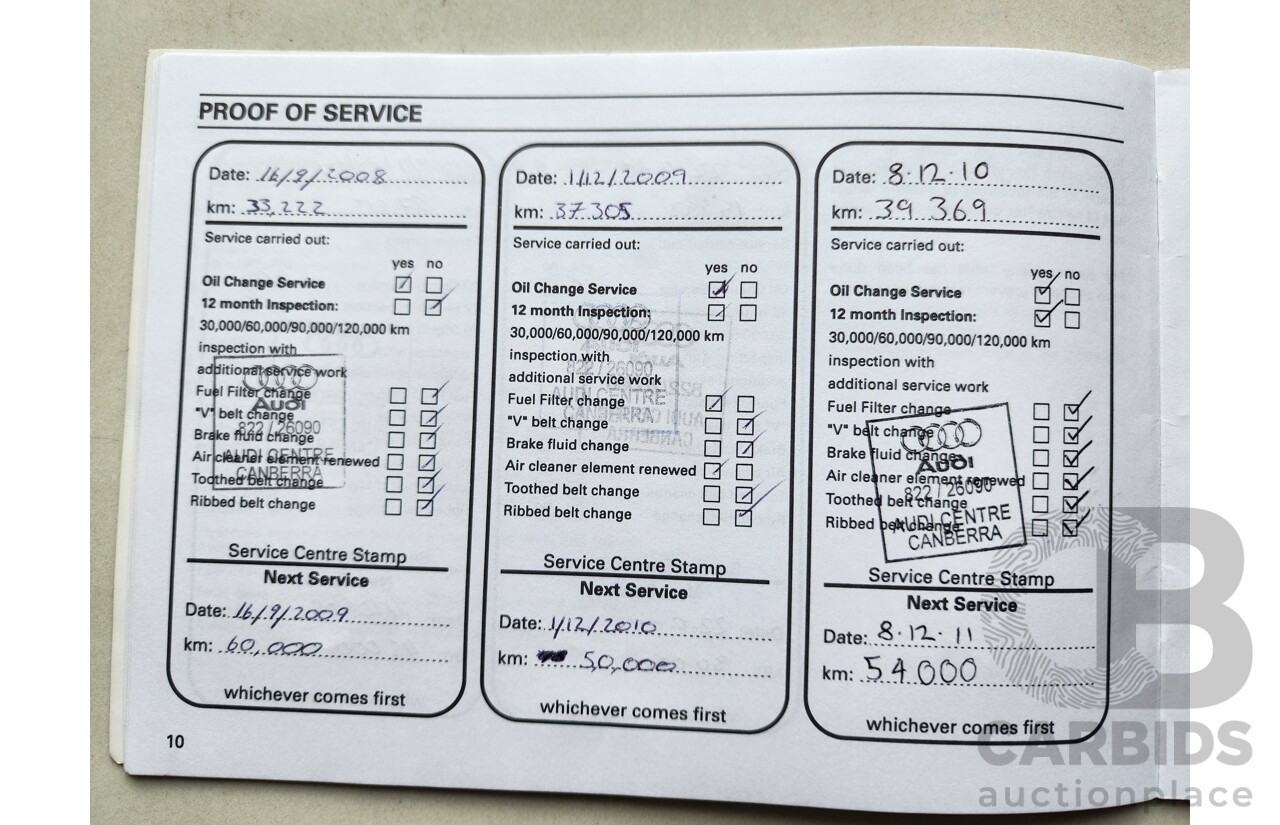 PROOF OF SERVICE
Date: 16/9/2008
km: 33,222
Service carried out:
yes no
Oil Change Service
12 month Inspection:
30,000/60,000/90,000/120,000 km
inspection with
additional service work
Fuel Filter change
"V" belt change
Brake fluid change
Air cleaner element renewed
Toothed belt change
Ribbed belt change
Audi
822 / 26090
AUDI CENTRE
CANBERRA
Service Centre Stamp
Next Service
Date: 16/9/2009
km: 60,000
whichever comes first
Date: 1/12/2009
km: 37305
Service carried out:
yes no
Oil Change Service
12 month Inspection:
30,000/60,000/90,000/120,000 km
inspection with
additional service work
Fuel Filter change
"V" belt change
Brake fluid change
Air cleaner element renewed
Toothed belt change
Ribbed belt change
822 / 26090
AUDI CENTRE
CANBERRA
Service Centre Stamp
Next Service
Date: 1/12/2010
km: 50,000
whichever comes first
Date: 8.12.10
km: 39 369
Service carried out:
yes no
Oil Change Service
12 month Inspection:
30,000/60,000/90,000/120,000 km
inspection with
additional service work
Fuel Filter change
"V" belt change
Brake fluid change
Air cleaner element renewed
Toothed belt change
Ribbed belt change
Audi
822 / 26090
AUDI CENTRE
CANBERRA
Service Centre Stamp
Next Service
Date: 8.12.11
km: 54000
whichever comes first
10
CARBIDS
auctionplace